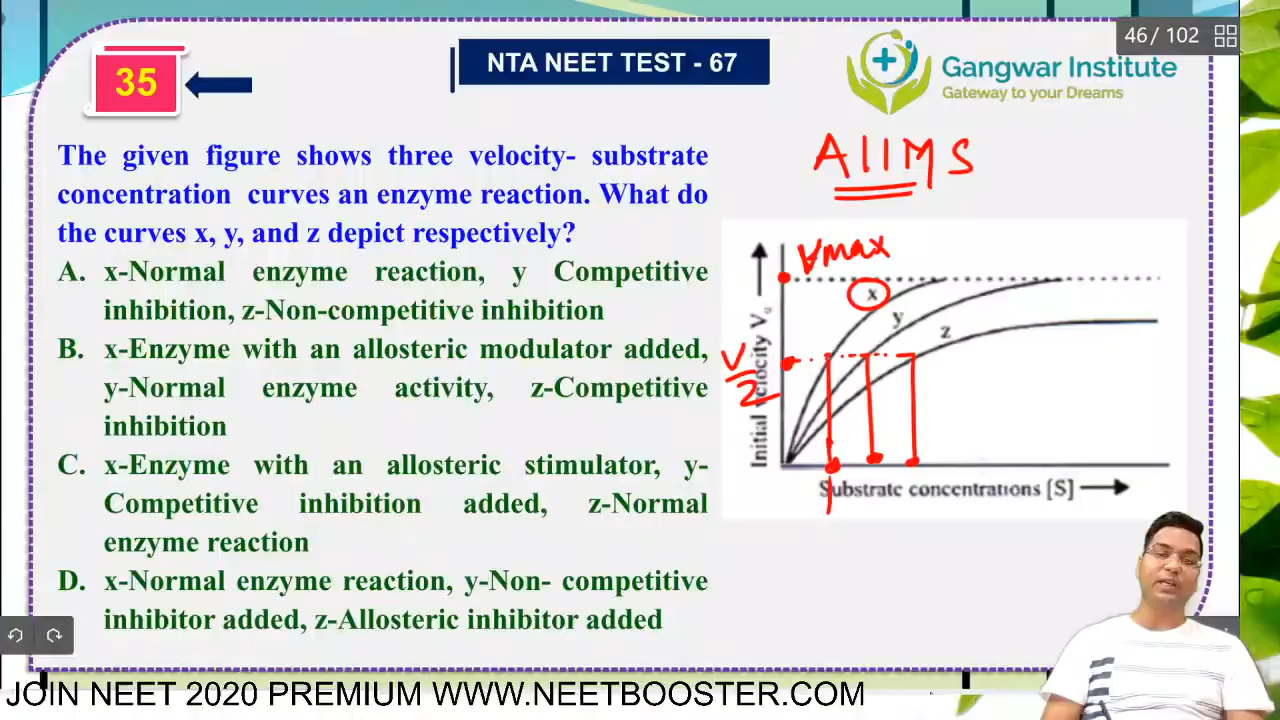 46 / 102
35
NTA NEET TEST - 67
Gangwar Institute
Gateway to your Dreams
The given figure shows three velocity- substrate
concentration curves an enzyme reaction. What do
the curves x, y, and z depict respectively?
A. x-Normal enzyme reaction, y Competitive
inhibition, z-Non-competitive inhibition
B. x-Enzyme with an allosteric modulator added,
y-Normal enzyme activity, z-Competitive
inhibition
C. x-Enzyme with an allosteric stimulator, y-
Competitive inhibition added, z-Normal
enzyme reaction
D. x-Normal enzyme reaction, y-Non- competitive
inhibitor added, z-Allosteric inhibitor added
AIIMS
Vmax
x
y
z
V/2
Initial velocity
Substrate concentrations [S]
JOIN NEET 2020 PREMIUM WWW.NEETBOOSTER.COM